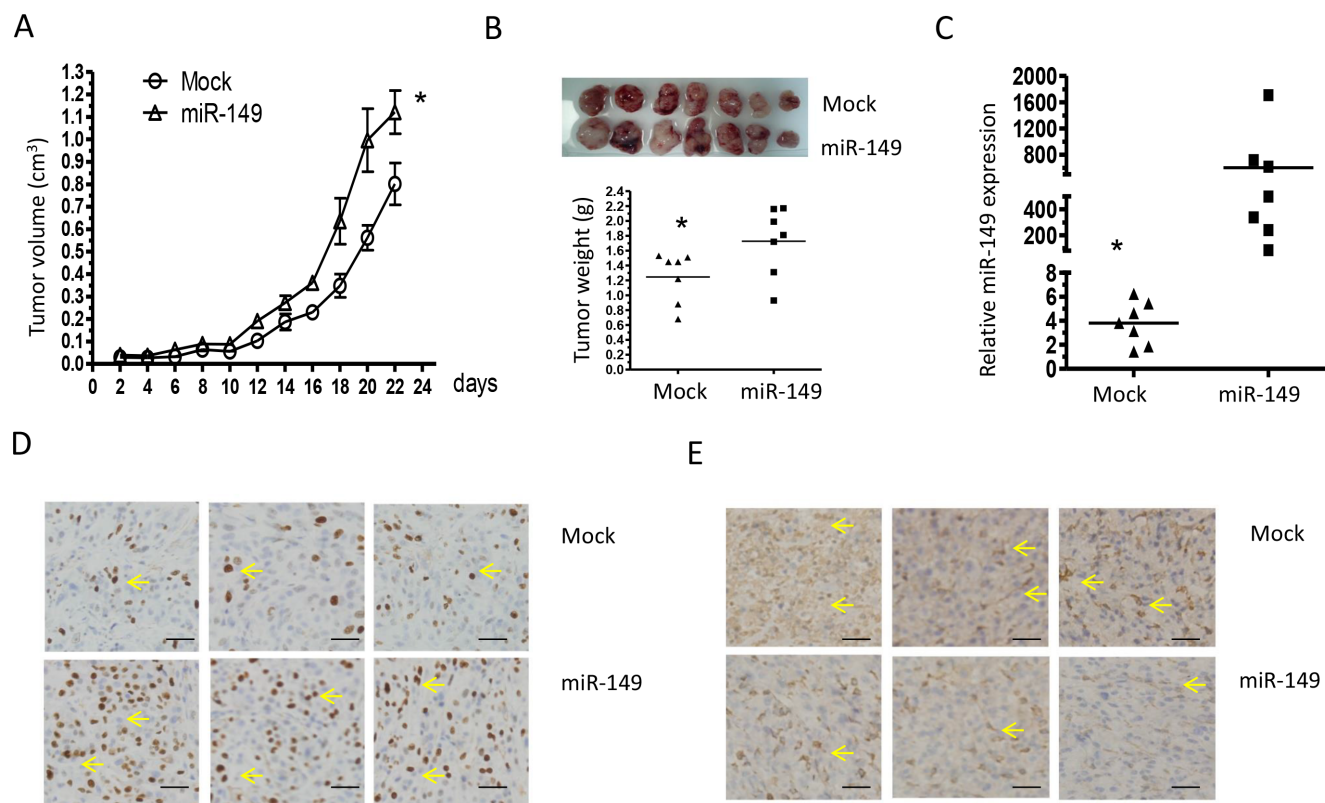 A
Tumor volume (cm³)
1.3
1.2
1.1
1.0
0.9
0.8
0.7
0.6
0.5
0.4
0.3
0.2
0.1
0.0
Mock
miR-149
*
0 2 4 6 8 10 12 14 16 18 20 22 24 days
B
Mock
miR-149
Tumor weight (g)
2.4
2.2
2.0
1.8
1.2
1.6
1.4
1.2
1.0
0.8
0.6
0.4
0.2
0.0
*
Mock miR-149
C
Relative miR-149 expression
2000
1600
1200
800
400
200
8
6
4
2
0
*
Mock miR-149
D
Mock
miR-149
E
Mock
miR-149